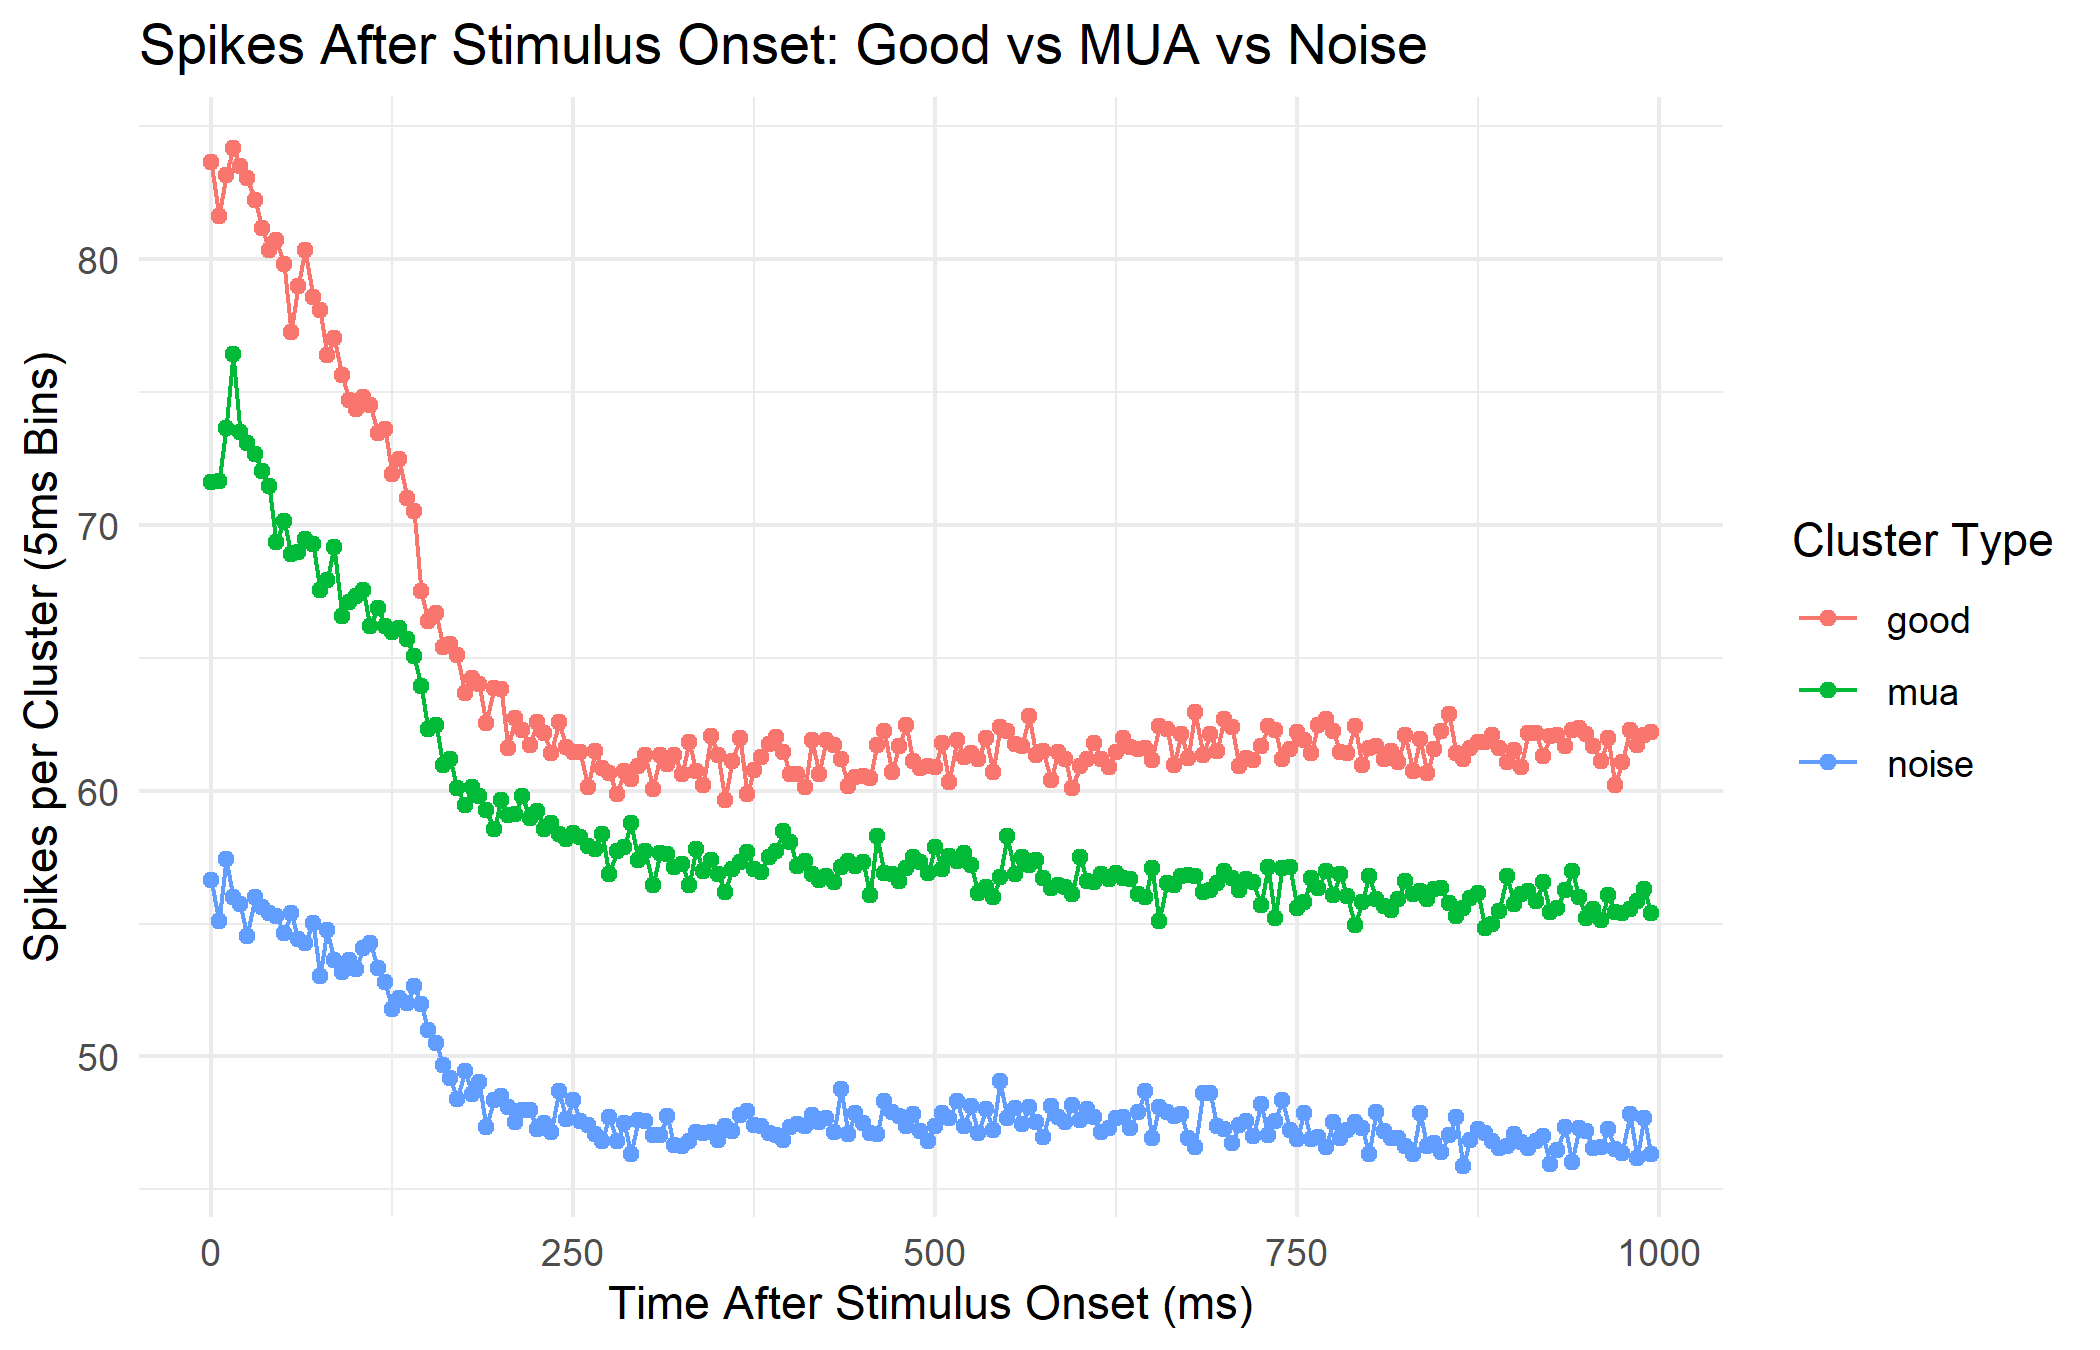 Spikes After Stimulus Onset: Good vs MUA vs Noise
Spikes per Cluster (5ms Bins)
80
70
60
50
0 250 500 750 1000
Time After Stimulus Onset (ms)
Cluster Type
good
mua
noise